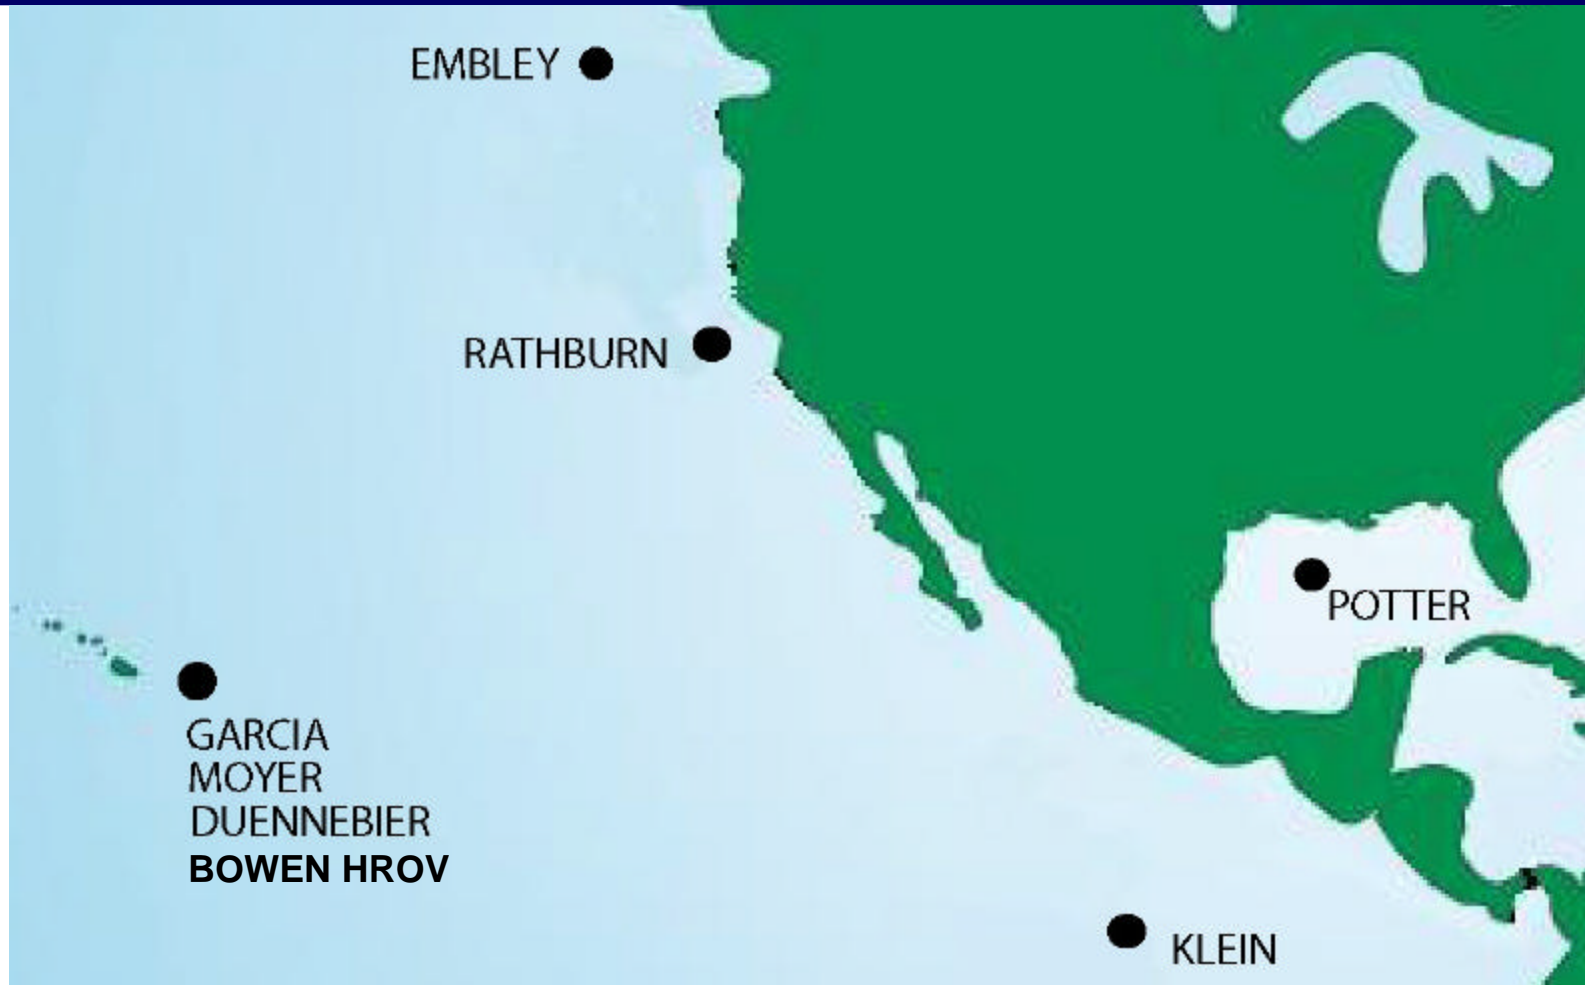 EMBLEY
RATHBURN
POTTER
GARCIA
MOYER
DUENNEBIER
BOWEN HROV
KLEIN